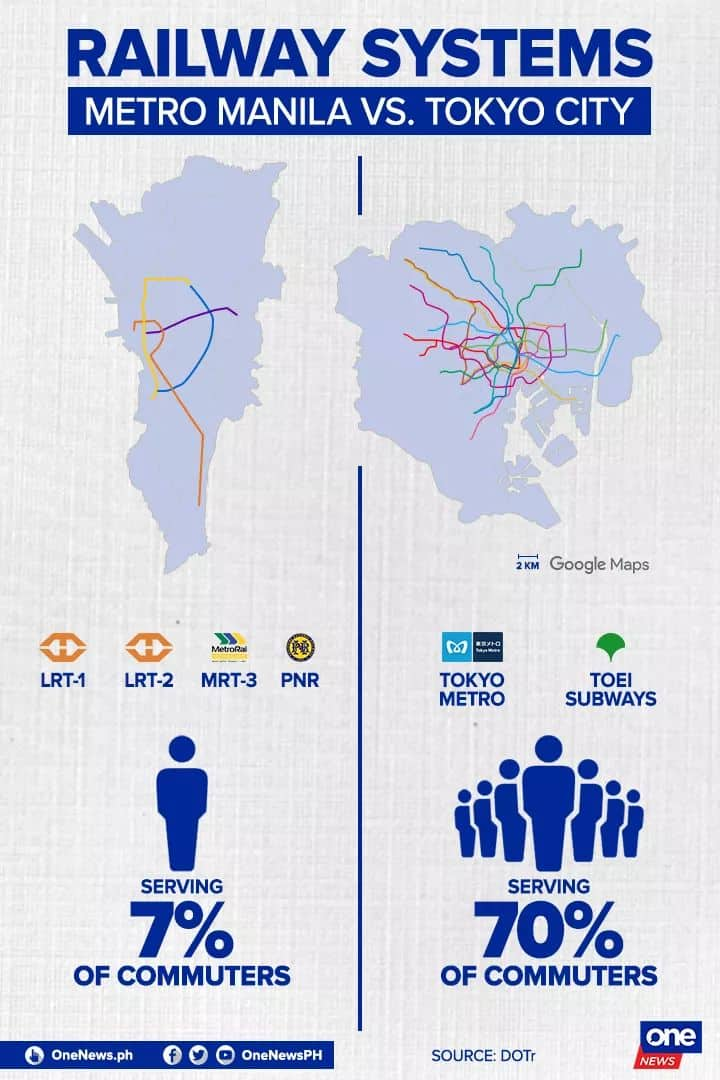 RAILWAY SYSTEMS
METRO MANILA VS. TOKYO CITY
2 KM Google Maps
MetroRail
東京メトロ
Tokyo Metro
LRT-1 LRT-2 MRT-3 PNR
TOKYO
METRO
TOEI
SUBWAYS
SERVING
7%
OF COMMUTERS
SERVING
70%
OF COMMUTERS
OneNews.ph OneNewsPH
SOURCE: DOTr
one
NEWS